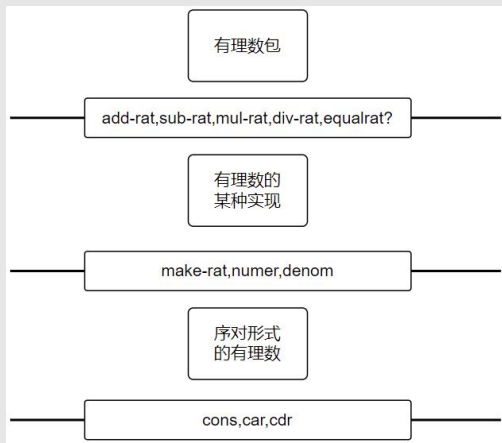 有理数包
add-rat,sub-rat,mul-rat,div-rat,equalrat?
有理数的
某种实现
make-rat,numer,denom
序对形式
的有理数
cons,car,cdr